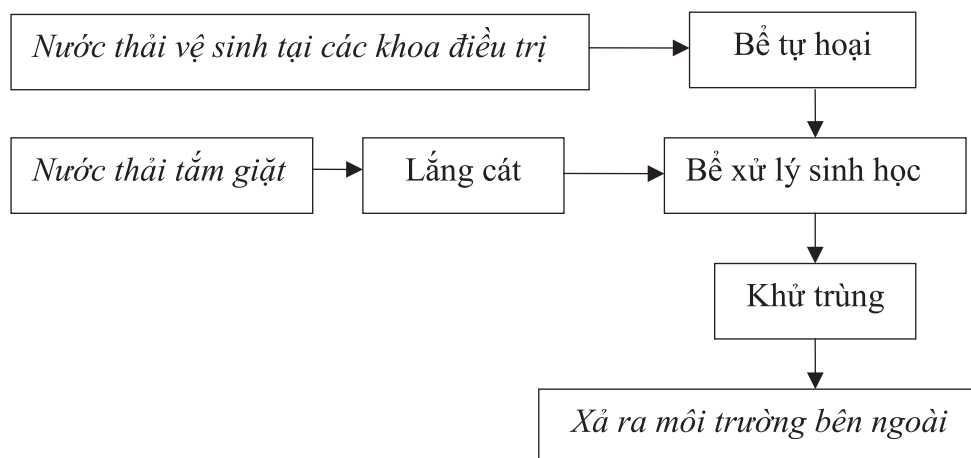 Nước thải vệ sinh tại các khoa điều trị
Bể tự hoại
Nước thải tắm giặt
Lắng cát
Bể xử lý sinh học
Khử trùng
Xả ra môi trường bên ngoài